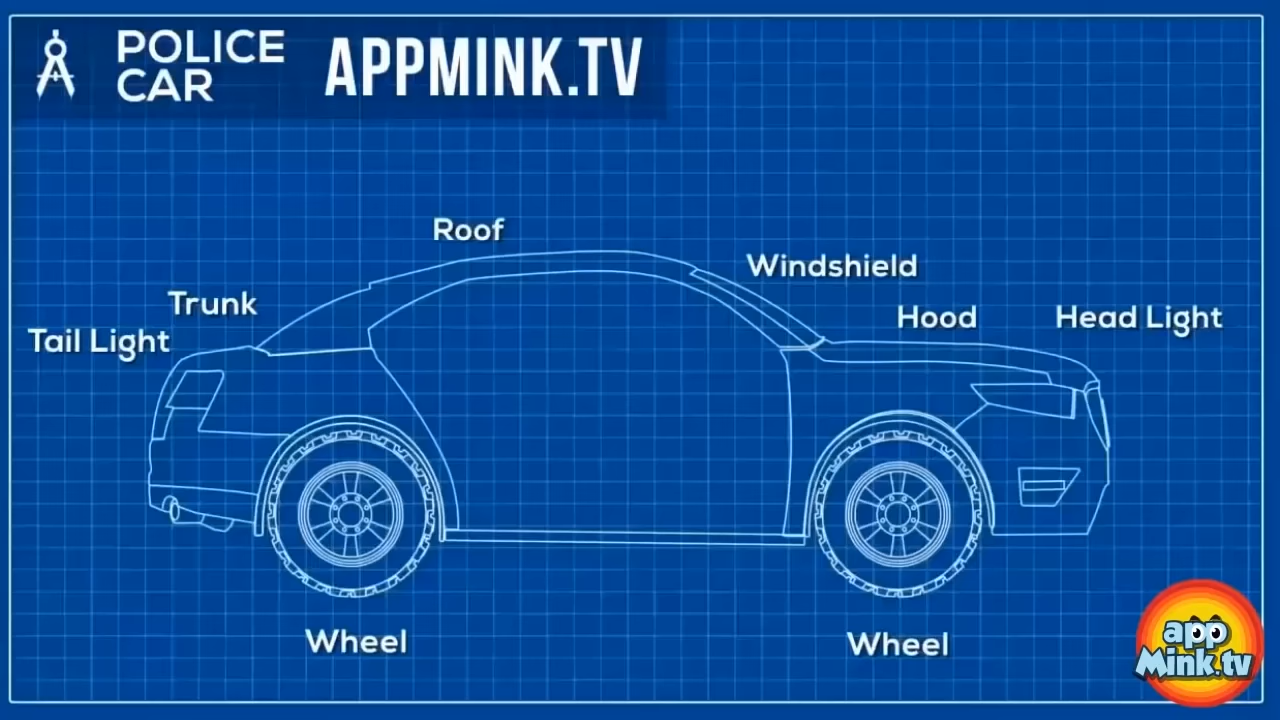 POLICE
CAR
APPMINK.TV
Roof
Windshield
Trunk
Hood
Head Light
Tail Light
Wheel
Wheel
app
Mink.tv